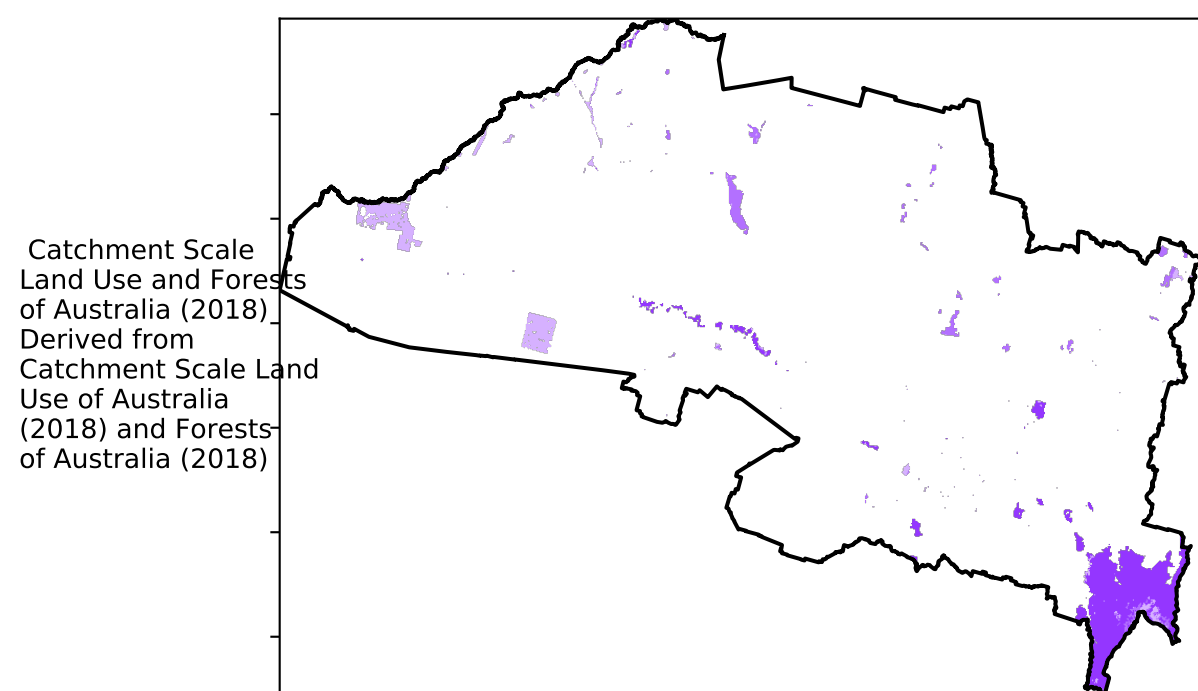 Catchment Scale
Land Use and Forests
of Australia (2018)
Derived from
Catchment Scale Land
Use of Australia
(2018) and Forests
of Australia (2018)